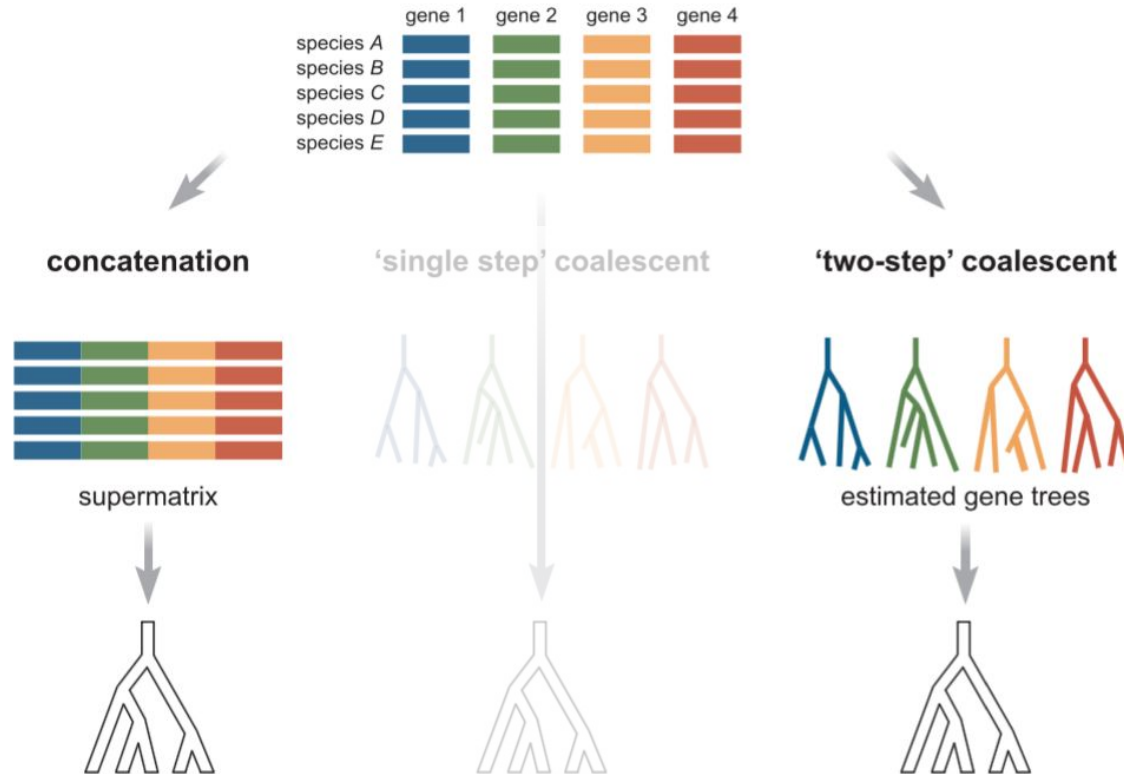 gene 1 gene 2 gene 3 gene 4
species A
species B
species C
species D
species E
concatenation
‘single step’ coalescent
‘two-step’ coalescent
supermatrix
estimated gene trees